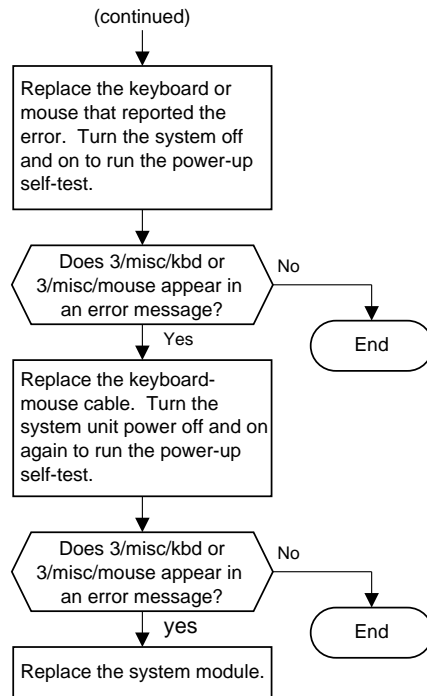 (continued)
Replace the keyboard or
mouse that reported the
error. Turn the system off
and on to run the power-up
self-test.
Does 3/misc/kbd or
3/misc/mouse appear in
an error message?
No
End
Yes
Replace the keyboard-
mouse cable. Turn the
system unit power off and on
again to run the power-up
self-test.
Does 3/misc/kbd or
3/misc/mouse appear in
an error message?
No
End
yes
Replace the system module.